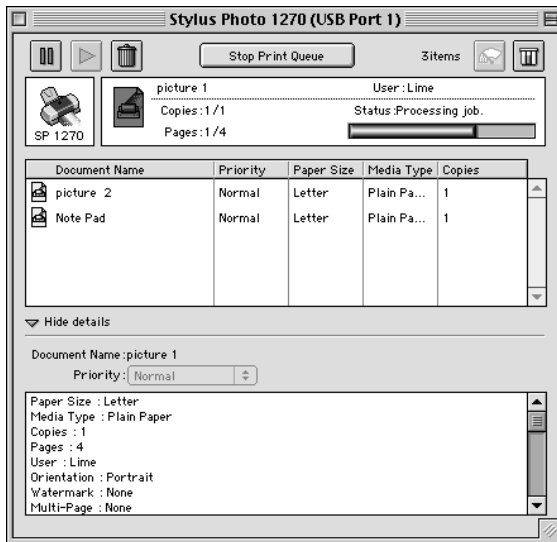 Stylus Photo 1270 (USB Port 1)
Stop Print Queue
3items
SP 1270
picture 1
User :Lime
Copies :1/1
Status :Processing job.
Pages :1/4
Document Name Priority Paper Size Media Type Copies
picture 2 Normal Letter Plain Pa... 1
Note Pad Normal Letter Plain Pa... 1
Hide details
Document Name :picture 1
Priority : Normal
Paper Size : Letter
Media Type : Plain Paper
Copies : 1
Pages : 4
User : Lime
Orientation : Portrait
Watermark : None
Multi-Page : None